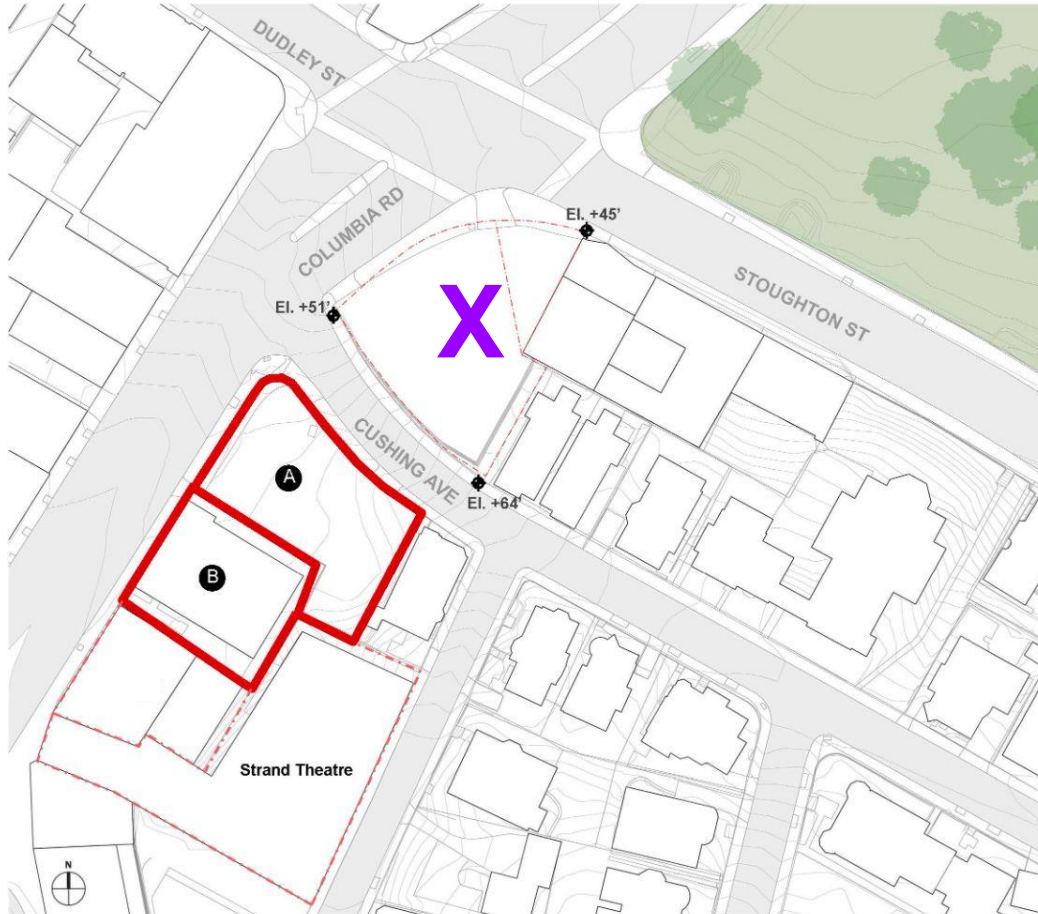 DUDLEY ST
COLUMBIA RD
El. +45'
STOUGHTON ST
El. +51'
X
CUSHING AVE
A
El. +64'
B
Strand Theatre
N